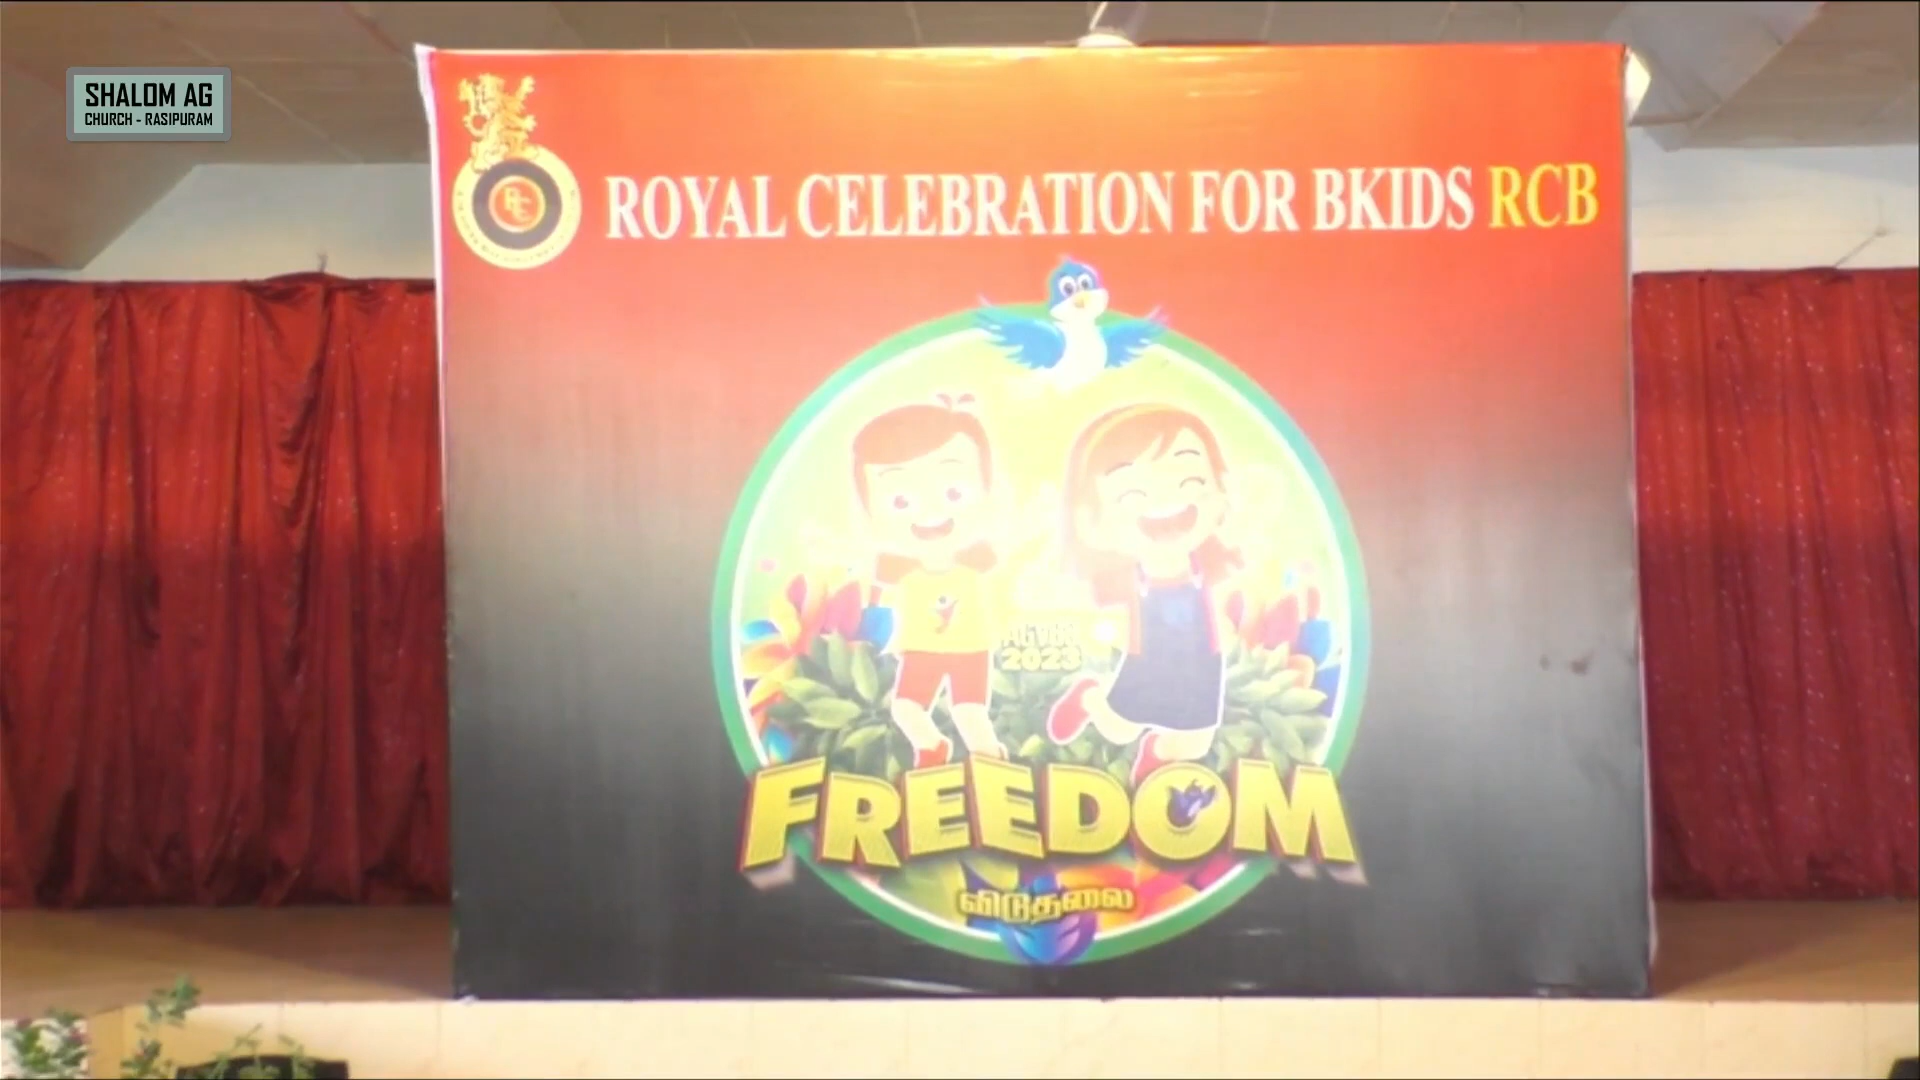 SHALOM AG
CHURCH - RASIPURAM
ROYAL CELEBRATION FOR BKIDS RCB
2023
FREEDOM
விடுதலை